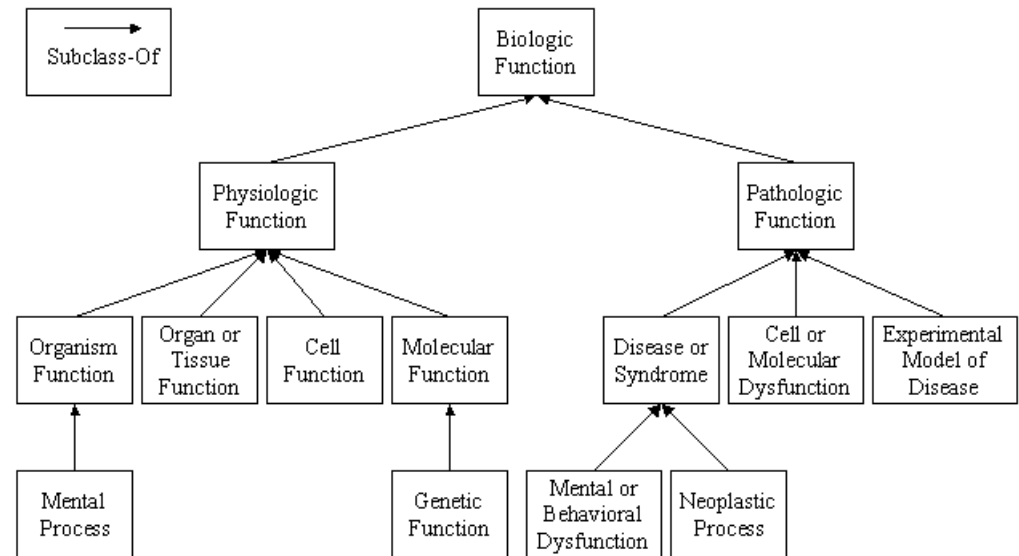 Subclass-Of
Biologic
Function
Physiologic
Function
Pathologic
Function
Organism
Function
Organ or
Tissue
Function
Cell
Function
Molecular
Function
Disease or
Syndrome
Cell or
Molecular
Dysfunction
Experimental
Model of
Disease
Mental
Process
Genetic
Function
Mental or
Behavioral
Dysfunction
Neoplastic
Process